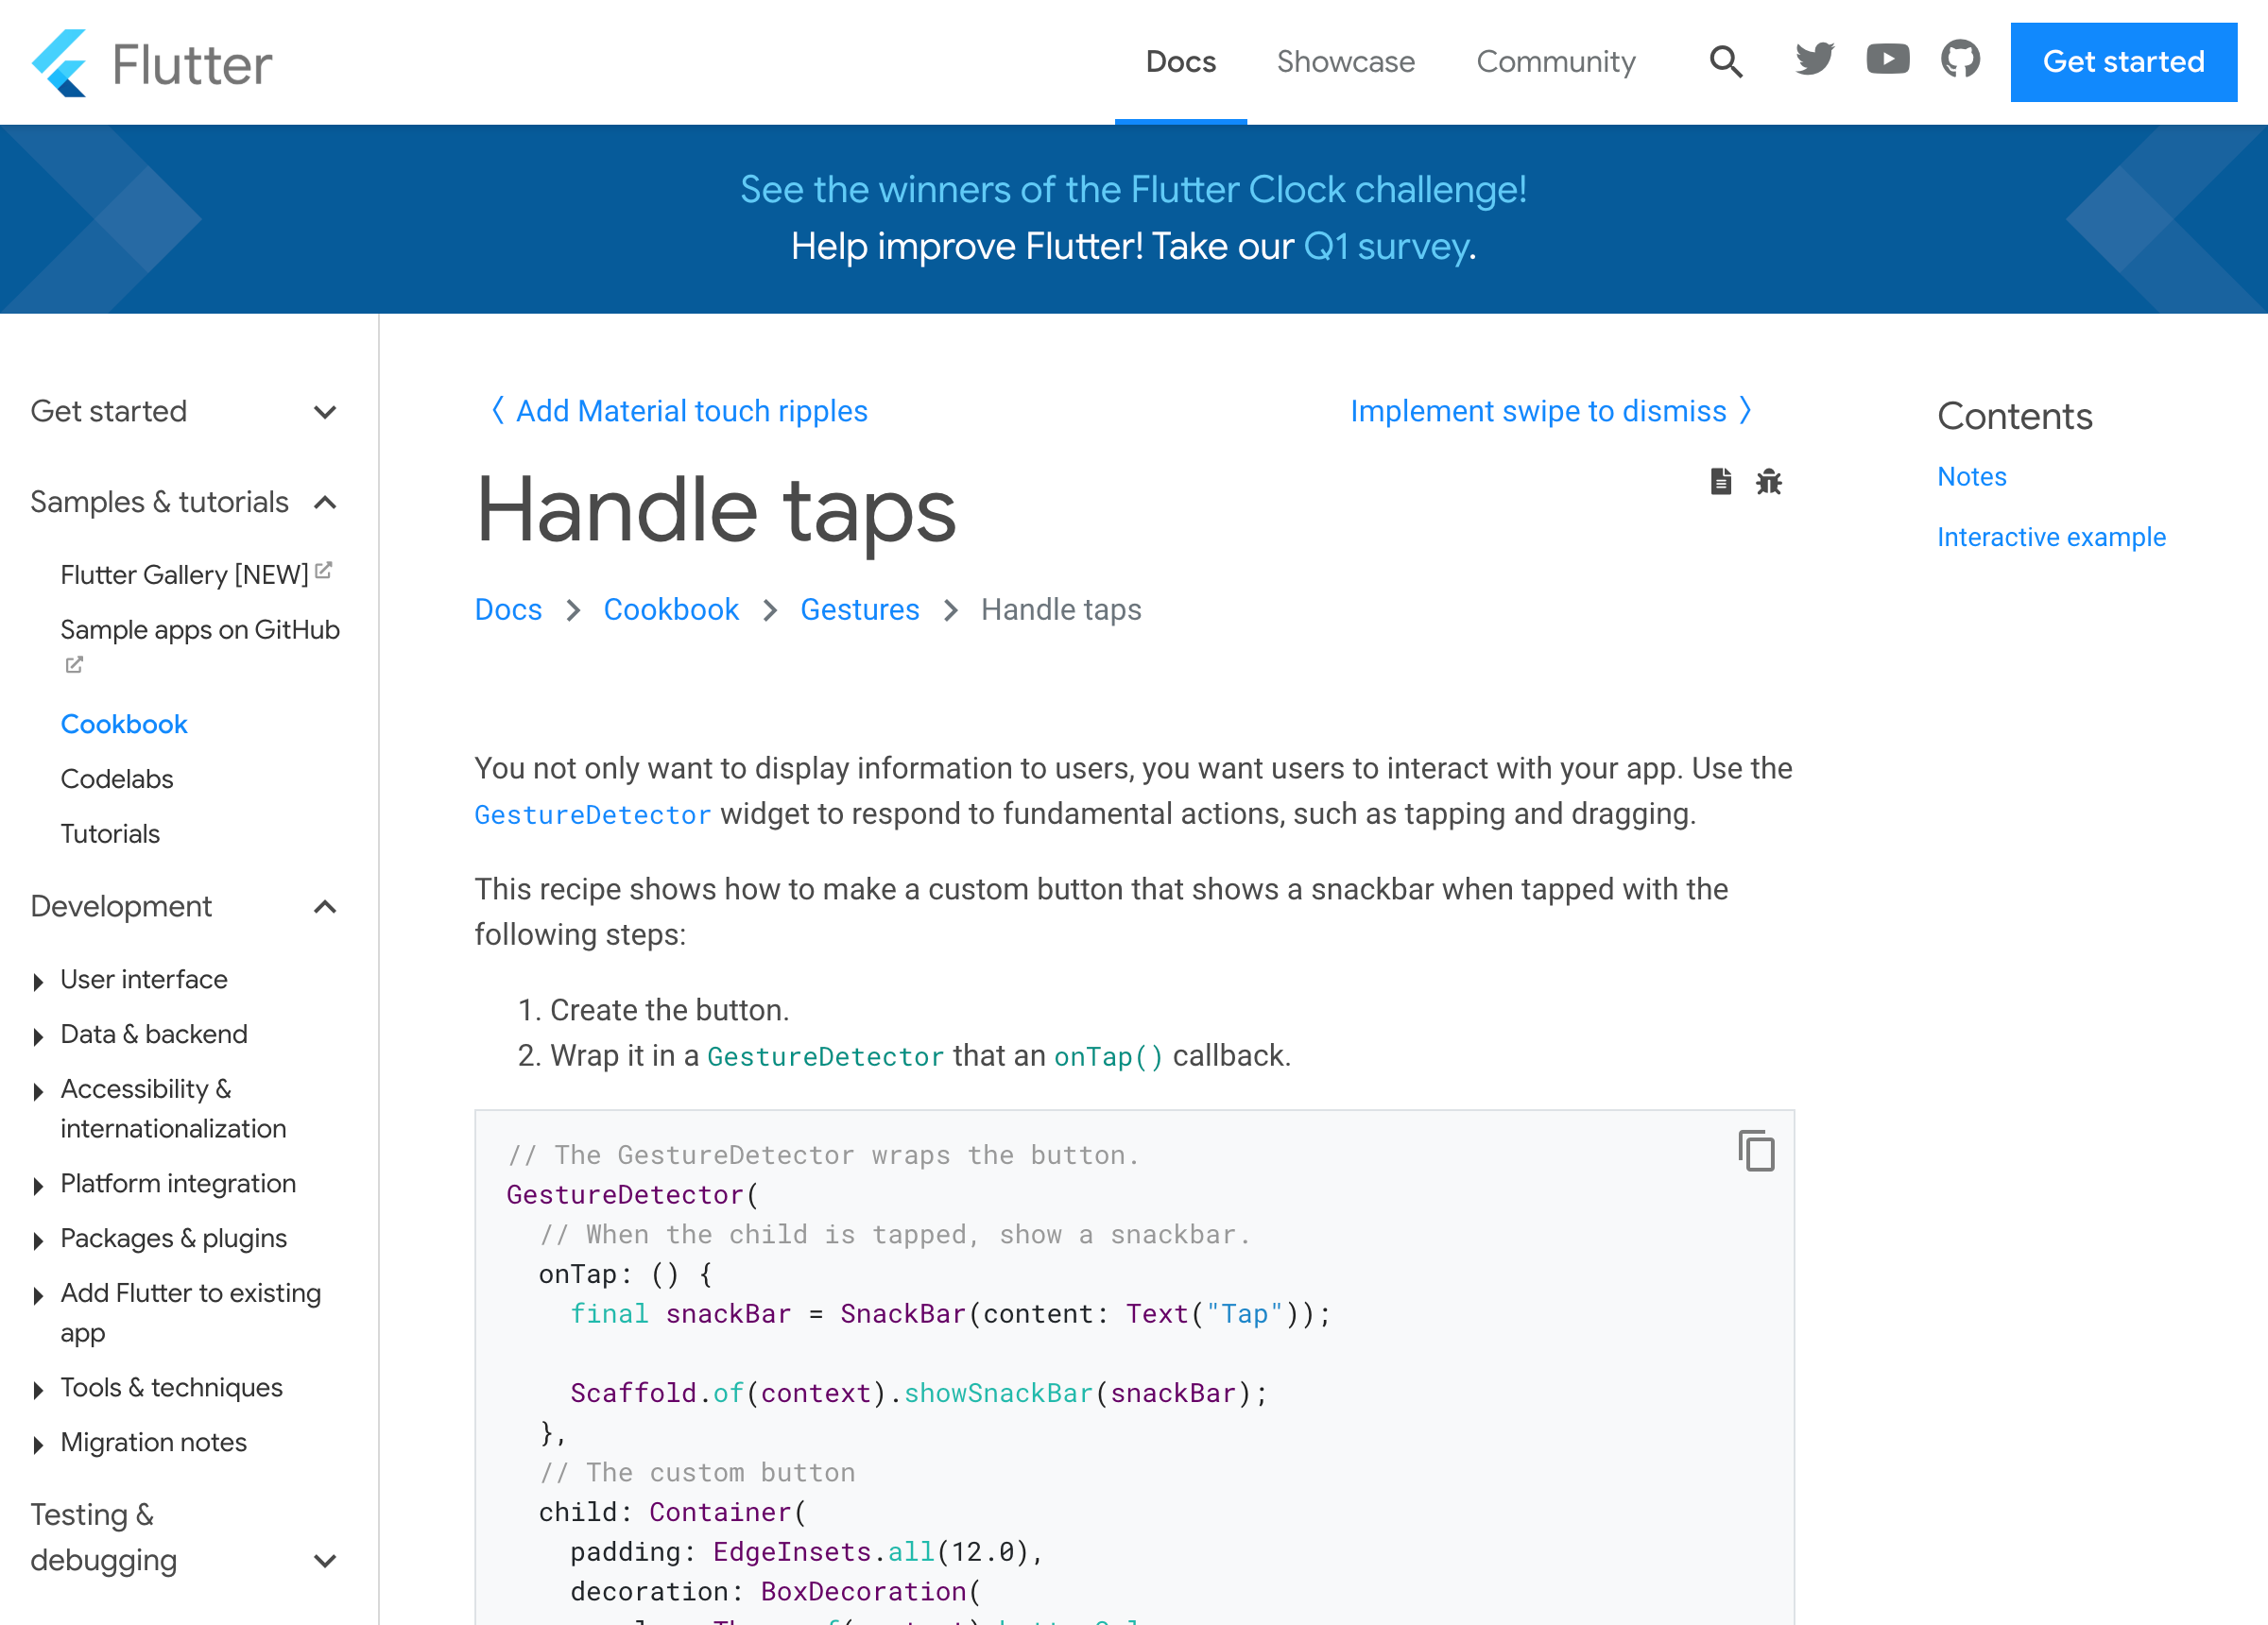 Flutter
Docs
Showcase
Community
Get started
See the winners of the Flutter Clock challenge!
Help improve Flutter! Take our Q1 survey.
Get started
Samples & tutorials
Flutter Gallery [NEW]
Sample apps on GitHub
Cookbook
Codelabs
Tutorials
Development
User interface
Data & backend
Accessibility &
internationalization
Platform integration
Packages & plugins
Add Flutter to existing
app
Tools & techniques
Migration notes
Testing &
debugging
〈 Add Material touch ripples
Implement swipe to dismiss 〉
Handle taps
Docs > Cookbook > Gestures > Handle taps
You not only want to display information to users, you want users to interact with your app. Use the
GestureDetector widget to respond to fundamental actions, such as tapping and dragging.
This recipe shows how to make a custom button that shows a snackbar when tapped with the
following steps:
1. Create the button.
2. Wrap it in a GestureDetector that an onTap() callback.
// The GestureDetector wraps the button.
GestureDetector(
  // When the child is tapped, show a snackbar.
  onTap: () {
    final snackBar = SnackBar(content: Text("Tap"));
    Scaffold.of(context).showSnackBar(snackBar);
  },
  // The custom button
  child: Container(
    padding: EdgeInsets.all(12.0),
    decoration: BoxDecoration(
Contents
Notes
Interactive example